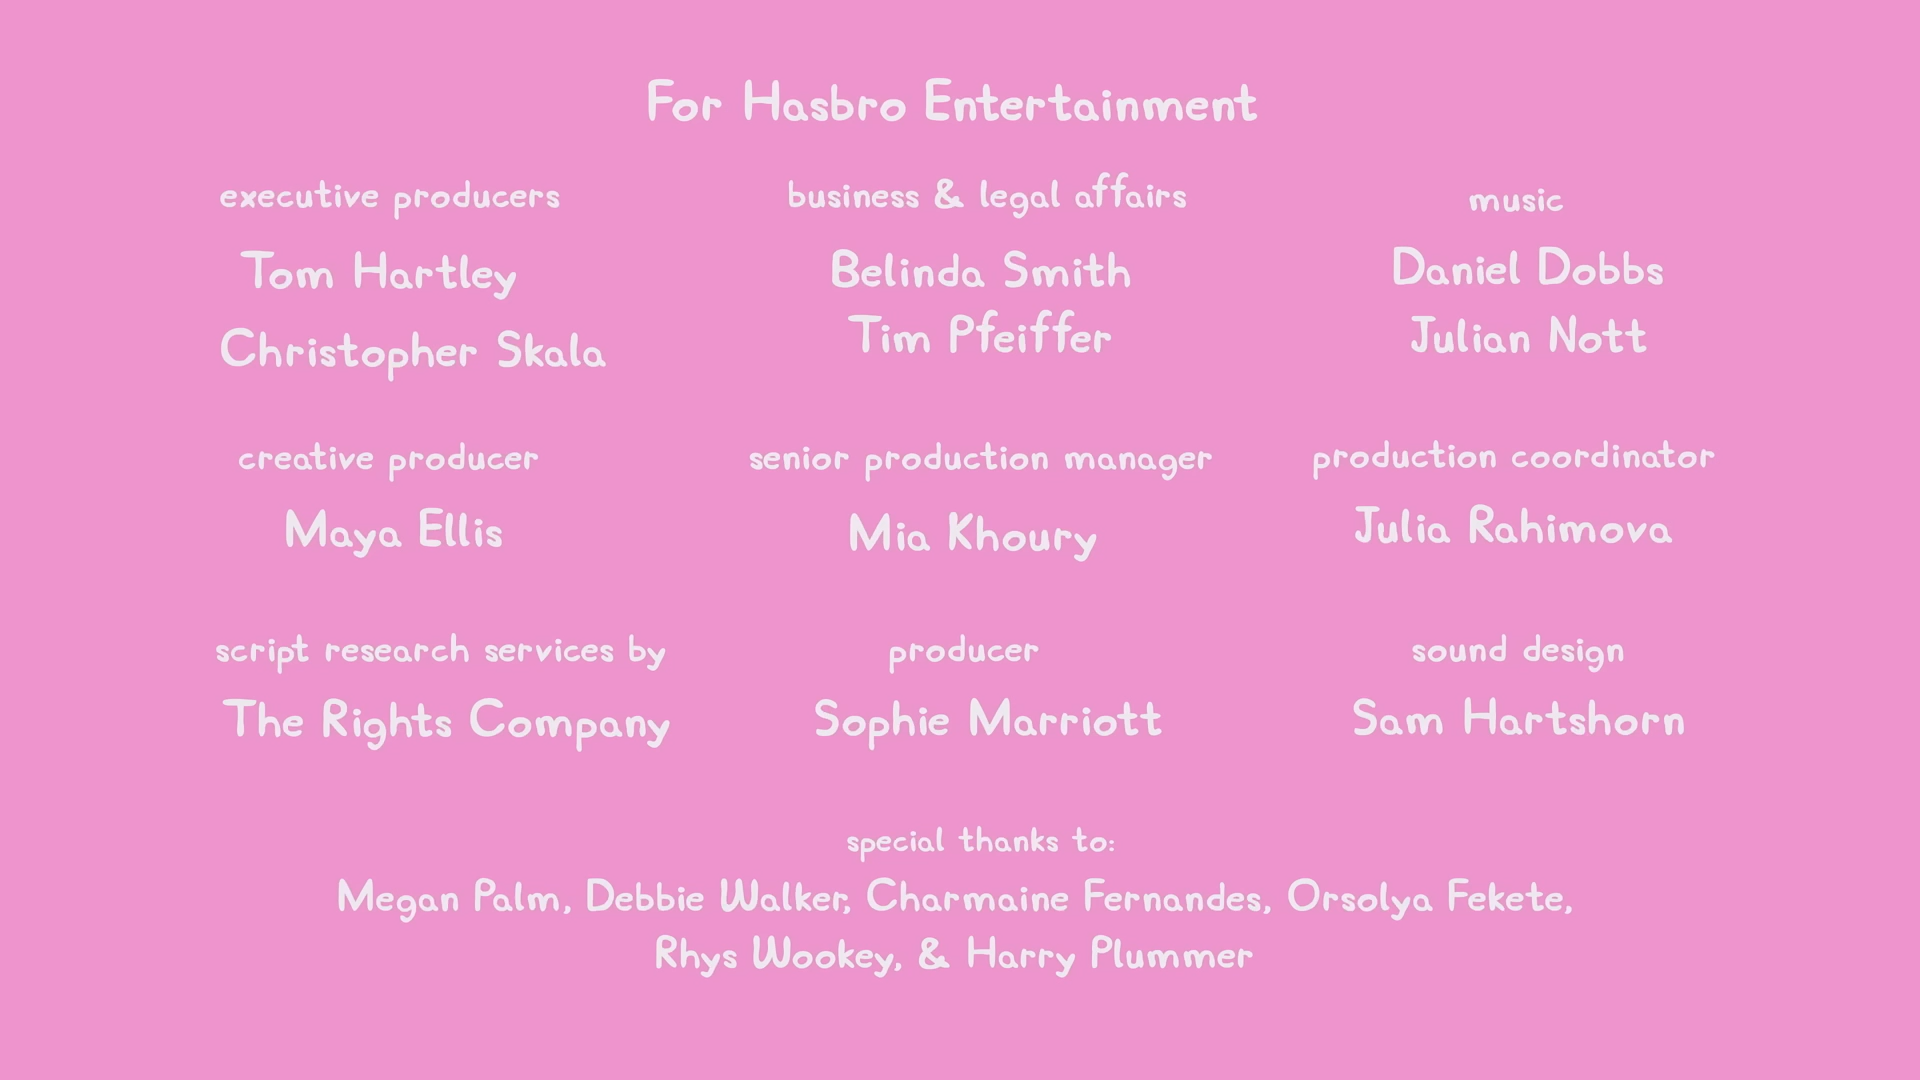 For Hasbro Entertainment
executive producers
Tom Hartley
Christopher Skala
business & legal affairs
Belinda Smith
Tim Pfeiffer
music
Daniel Dobbs
Julian Nott
creative producer
Maya Ellis
senior production manager
Mia Khoury
production coordinator
Julia Rahimova
script research services by
The Rights Company
producer
Sophie Marriott
sound design
Sam Hartshorn
special thanks to:
Megan Palm, Debbie Walker, Charmaine Fernandes, Orsolya Fekete,
Rhys Wookey, & Harry Plummer